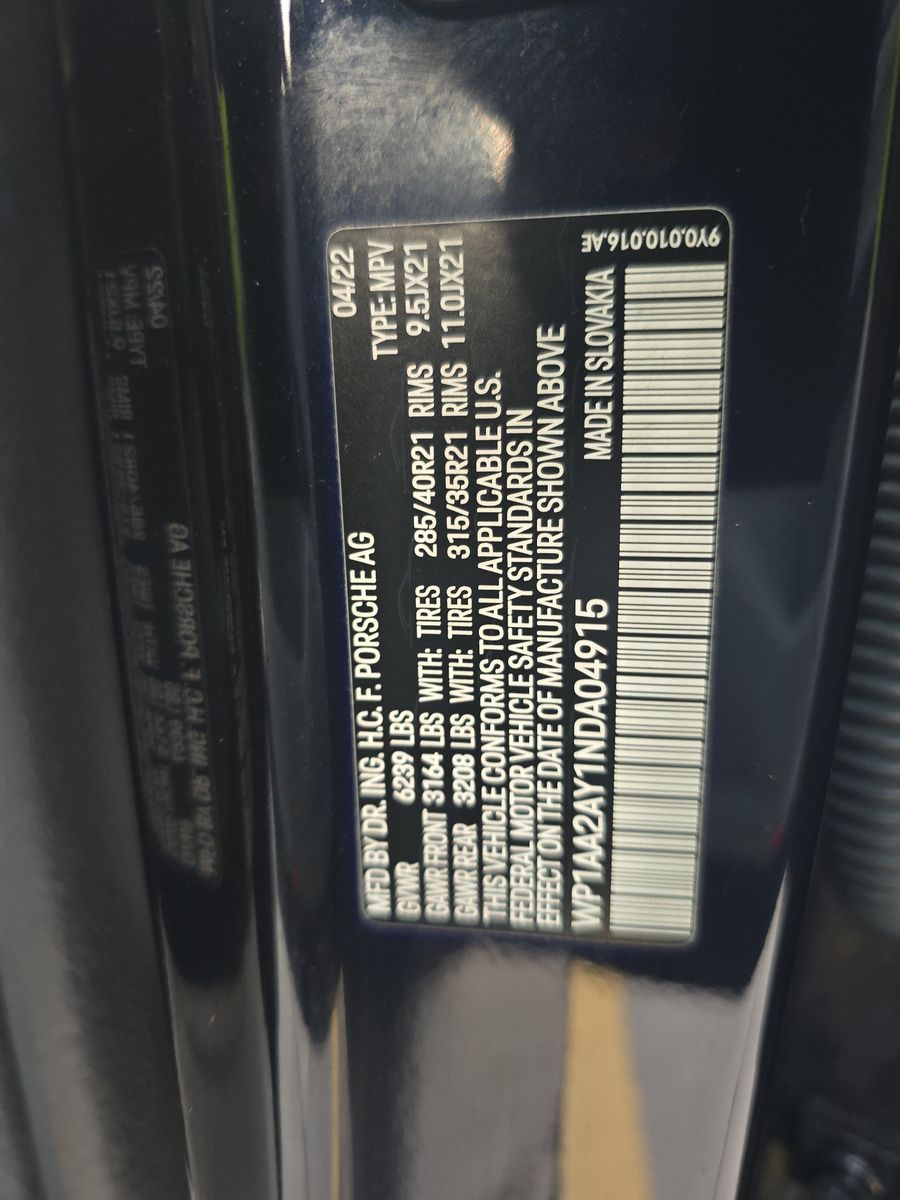 MFD BY DR. ING. H.C. F. PORSCHE AG 04/22
GVWR 6239 LBS TYPE: MPV
GAWR FRONT 3164 LBS WITH: TIRES 285/40R21 RIMS 9.5JX21
GAWR REAR 3208 LBS WITH: TIRES 315/35R21 RIMS 11.0JX21
THIS VEHICLE CONFORMS TO ALL APPLICABLE U.S.
FEDERAL MOTOR VEHICLE SAFETY STANDARDS IN
EFFECT ON THE DATE OF MANUFACTURE SHOWN ABOVE
WP1AA2AY1NDA04915 MADE IN SLOVAKIA
9Y0.010.016.AE